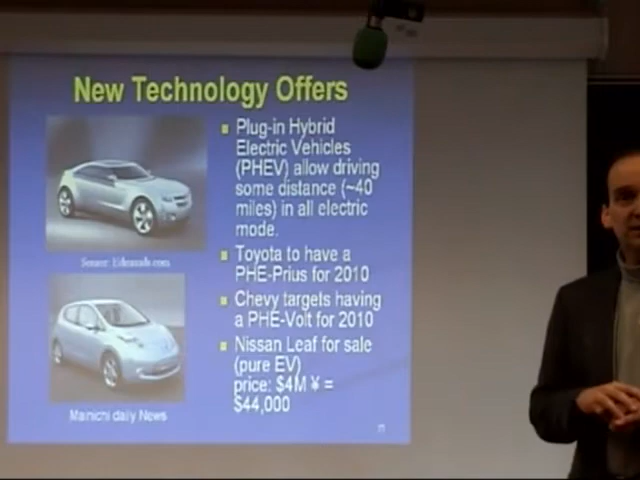 New Technology Offers
Plug-in Hybrid
Electric Vehicles
(PHEV) allow driving
some distance (~40
miles) in all electric
mode.
Toyota to have a
PHE-Prius for 2010
Chevy targets having
a PHE-Volt for 2010
Nissan Leaf for sale
(pure EV)
price: $4M ¥ =
$44,000
Source: Edmunds.com
Mainichi daily News